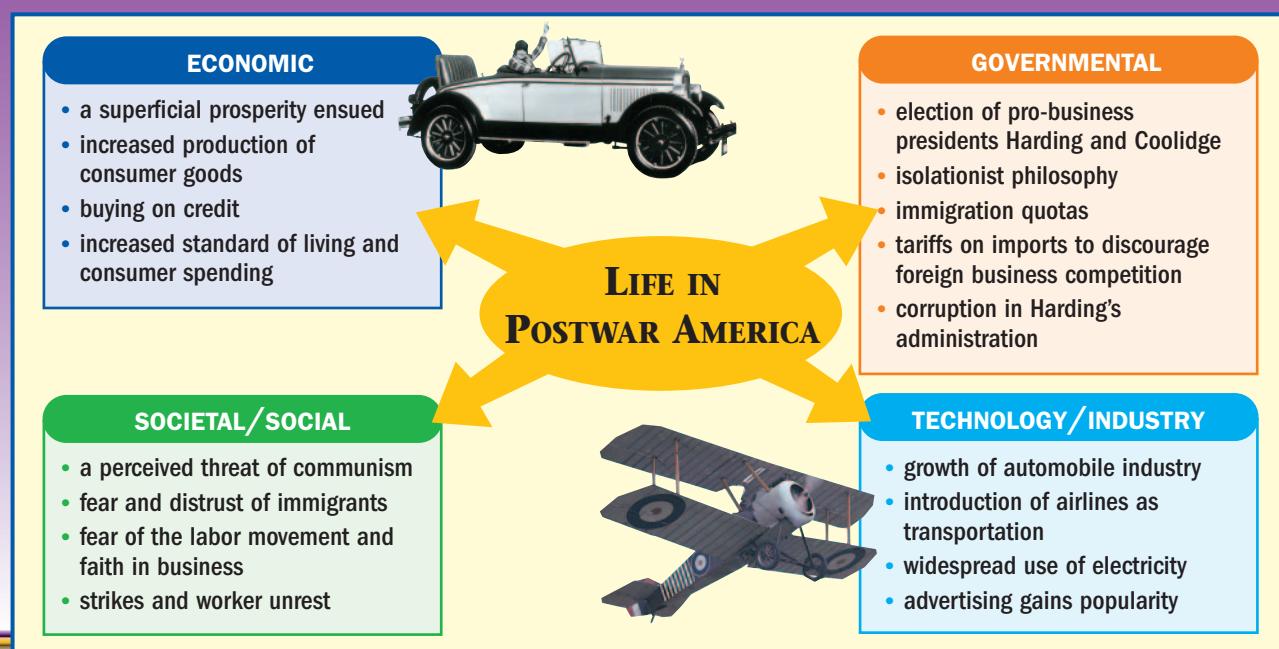 ECONOMIC
• a superficial prosperity ensued
• increased production of
consumer goods
• buying on credit
• increased standard of living and
consumer spending
GOVERNMENTAL
• election of pro-business
presidents Harding and Coolidge
• isolationist philosophy
• immigration quotas
• tariffs on imports to discourage
foreign business competition
• corruption in Harding's
administration
LIFE IN
POSTWAR AMERICA
SOCIETAL/SOCIAL
• a perceived threat of communism
• fear and distrust of immigrants
• fear of the labor movement and
faith in business
• strikes and worker unrest
TECHNOLOGY/INDUSTRY
• growth of automobile industry
• introduction of airlines as
transportation
• widespread use of electricity
• advertising gains popularity